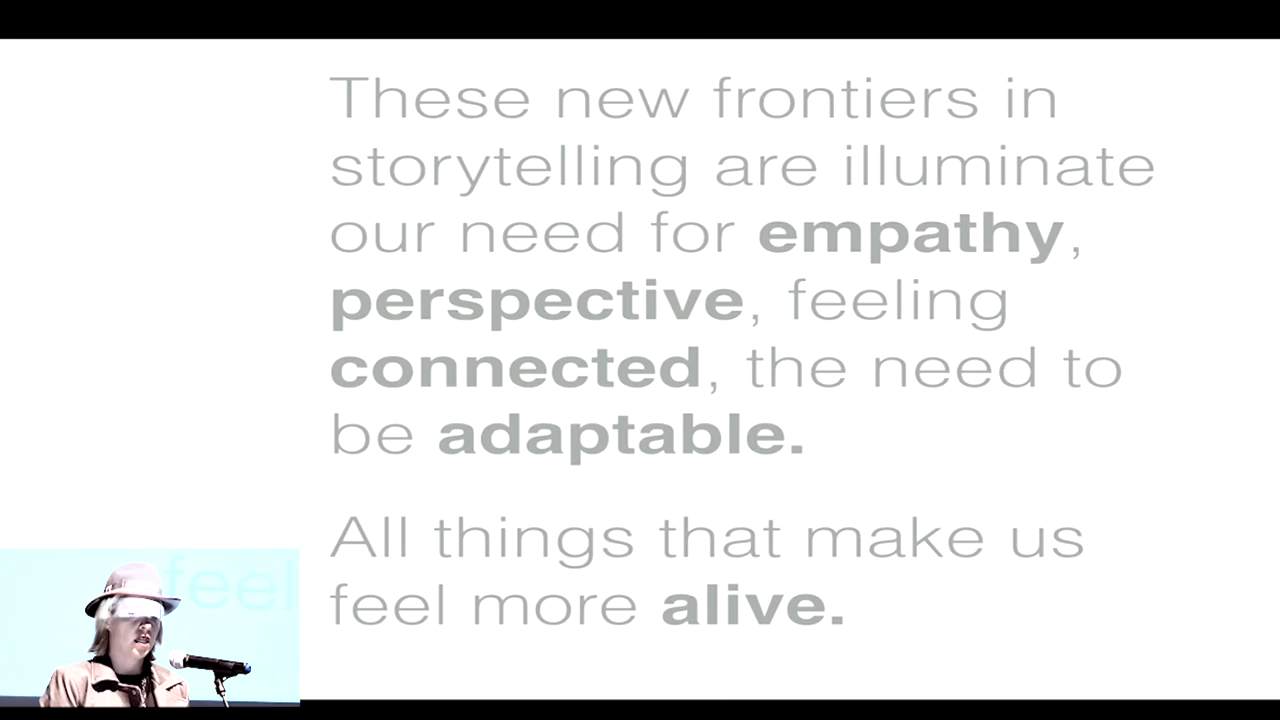 These new frontiers in
storytelling are illuminate
our need for empathy,
perspective, feeling
connected, the need to
be adaptable.
All things that make us
feel more alive.
feel